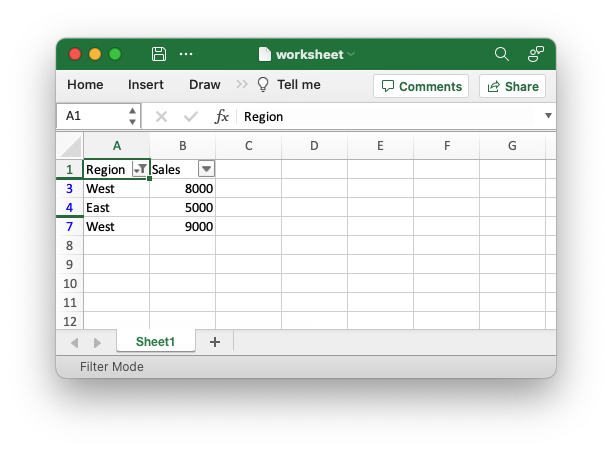 worksheet
Home Insert Draw Tell me Comments Share
A1 fx Region
A B C D E F G
1 Region Sales
3 West 8000
4 East 5000
7 West 9000
8
9
10
11
12
Sheet1 +
Filter Mode